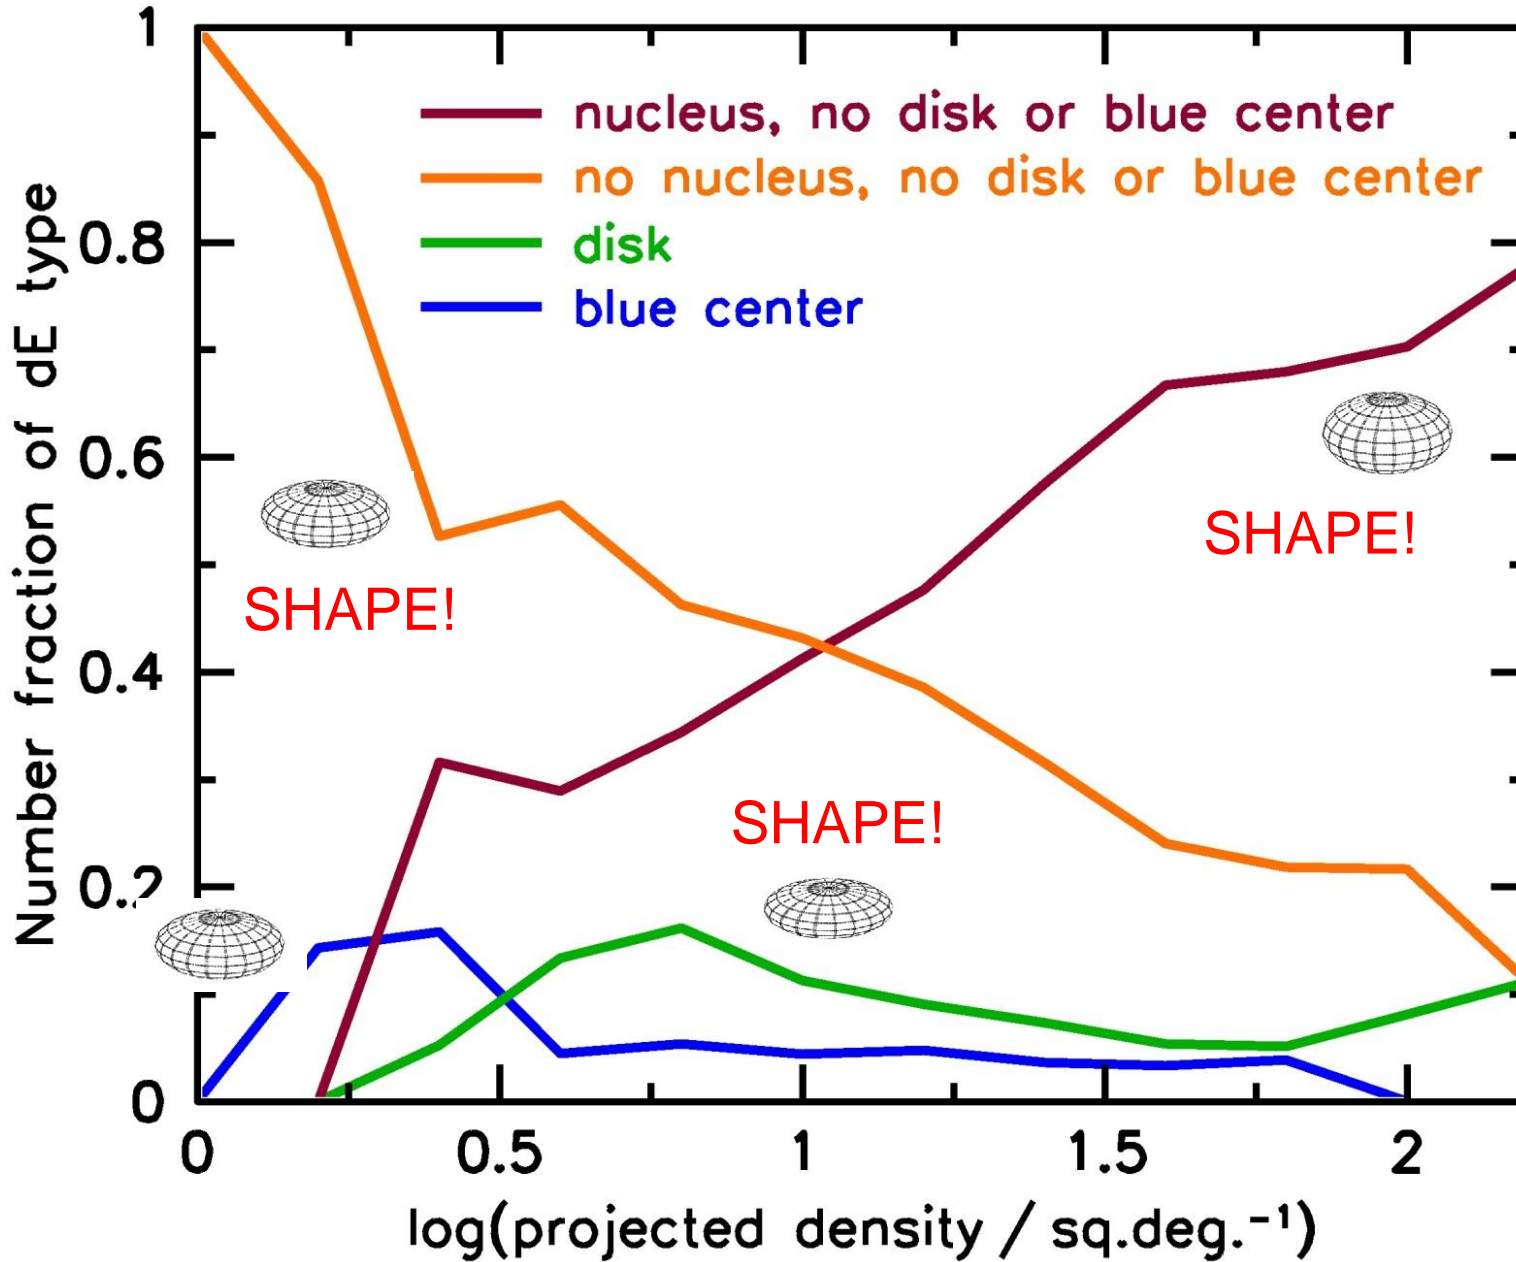 1
nucleus, no disk or blue center
no nucleus, no disk or blue center
disk
blue center
0.8
0.6
SHAPE!
SHAPE!
0.4
SHAPE!
0.2
0
0 0.5 1 1.5 2
log(projected density / sq.deg.⁻¹)
Number fraction of dE type